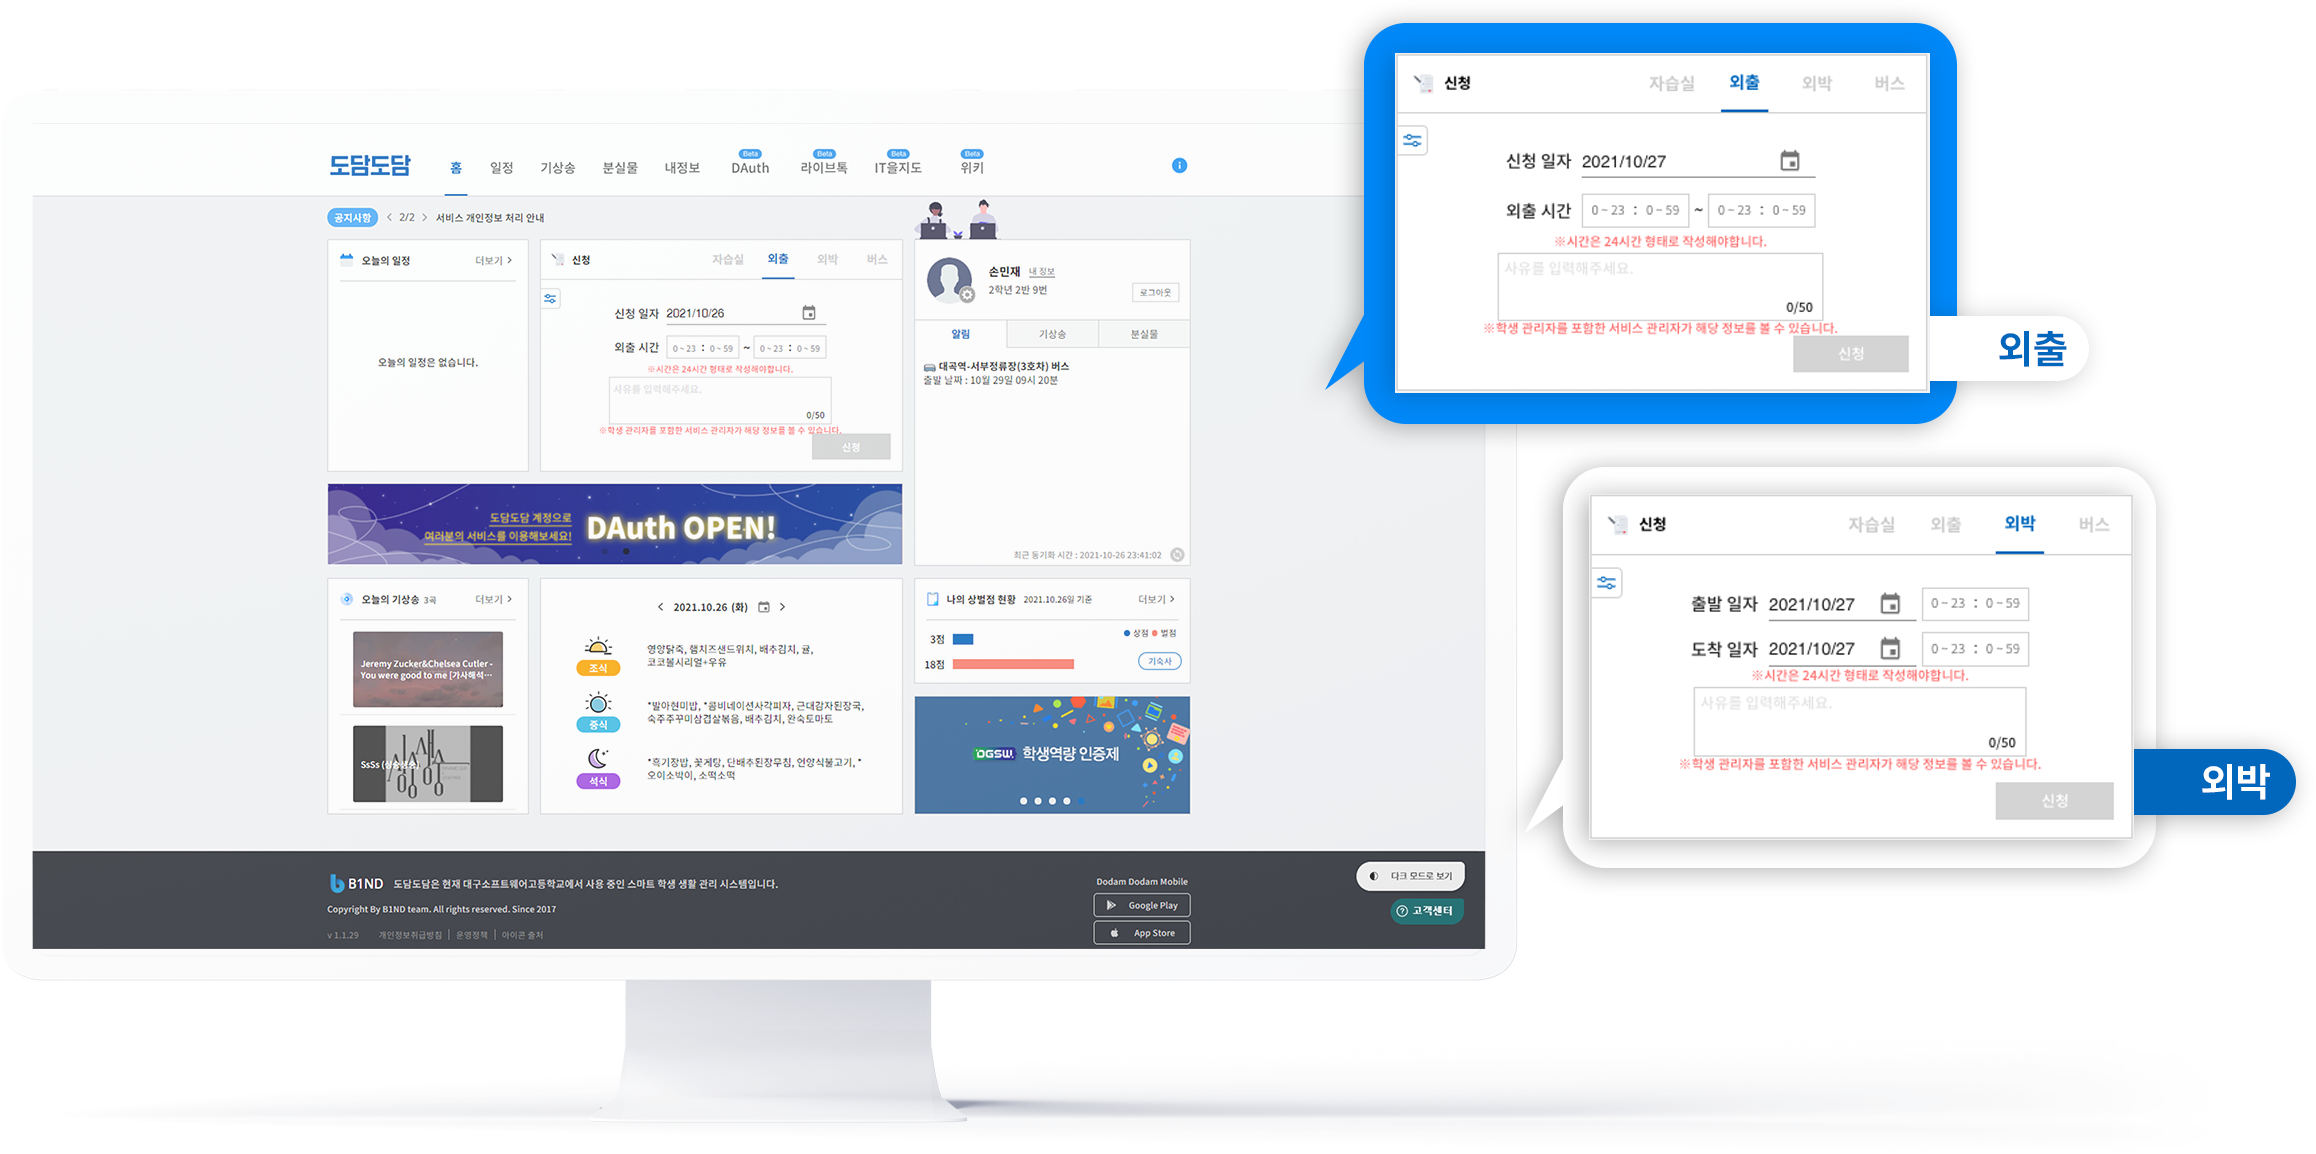 도담도담
홈 일정 기상송 분실물 내정보 DAuth 라이브톡 IT을지도 위키
Beta Beta Beta Beta
공지사항 < 2/2 > 서비스 개인정보 처리 안내
오늘의 일정 더보기 >
오늘의 일정은 없습니다.
신청 자습실 외출 외박 버스
신청 일자 2021/10/26
외출 시간 0 ~ 23 : 0 ~ 59 ~ 0 ~ 23 : 0 ~ 59
※시간은 24시간 형태로 작성해야합니다.
사유를 입력해주세요.
0/50
※학생 관리자를 포함한 서비스 관리자가 해당 정보를 볼 수 있습니다.
신청
손민재 내 정보
2학년 2반 9번
로그아웃
알림 기상송 분실물
대곡역-서부정류장(3호차) 버스
출발 날짜 : 10월 29일 09시 20분
최근 동기화 시간 : 2021-10-26 23:41:02
도담도담 계정으로
여러분의 서비스를 이용해보세요!
DAuth OPEN!
오늘의 기상송 3곡 더보기 >
Jeremy Zucker&Chelsea Cutler -
You were good to me [가사해석···
2021.10.26 (화)
조식
영양닭죽, 햄치즈샌드위치, 배추김치, 귤,
코코볼시리얼+우유
중식
*발아현미밥, *콤비네이션사각피자, 근대감자된장국,
숙주주꾸미삼겹살볶음, 배추김치, 완숙토마토
석식
*흑기장밥, 꽃게탕, 단배추된장무침, 언양식불고기, *
오이소박이, 소떡소떡
나의 상벌점 현황 2021.10.26일 기준 더보기 >
상점 벌점
3점
18점
기숙사
DGSW 학생역량 인증제
B1ND 도담도담은 현재 대구소프트웨어고등학교에서 사용 중인 스마트 학생 생활 관리 시스템입니다.
Copyright By B1ND team. All rights reserved. Since 2017
v 1.1.29 개인정보취급방침 | 운영정책 | 아이콘 출처
Dodam Dodam Mobile
Google Play
App Store
다크 모드로 보기
고객센터
신청 자습실 외출 외박 버스
신청 일자 2021/10/27
외출 시간 0 ~ 23 : 0 ~ 59 ~ 0 ~ 23 : 0 ~ 59
※시간은 24시간 형태로 작성해야합니다.
사유를 입력해주세요.
0/50
※학생 관리자를 포함한 서비스 관리자가 해당 정보를 볼 수 있습니다.
신청
외출
신청 자습실 외출 외박 버스
출발 일자 2021/10/27 0 ~ 23 : 0 ~ 59
도착 일자 2021/10/27 0 ~ 23 : 0 ~ 59
※시간은 24시간 형태로 작성해야합니다.
사유를 입력해주세요.
0/50
※학생 관리자를 포함한 서비스 관리자가 해당 정보를 볼 수 있습니다.
신청
외박